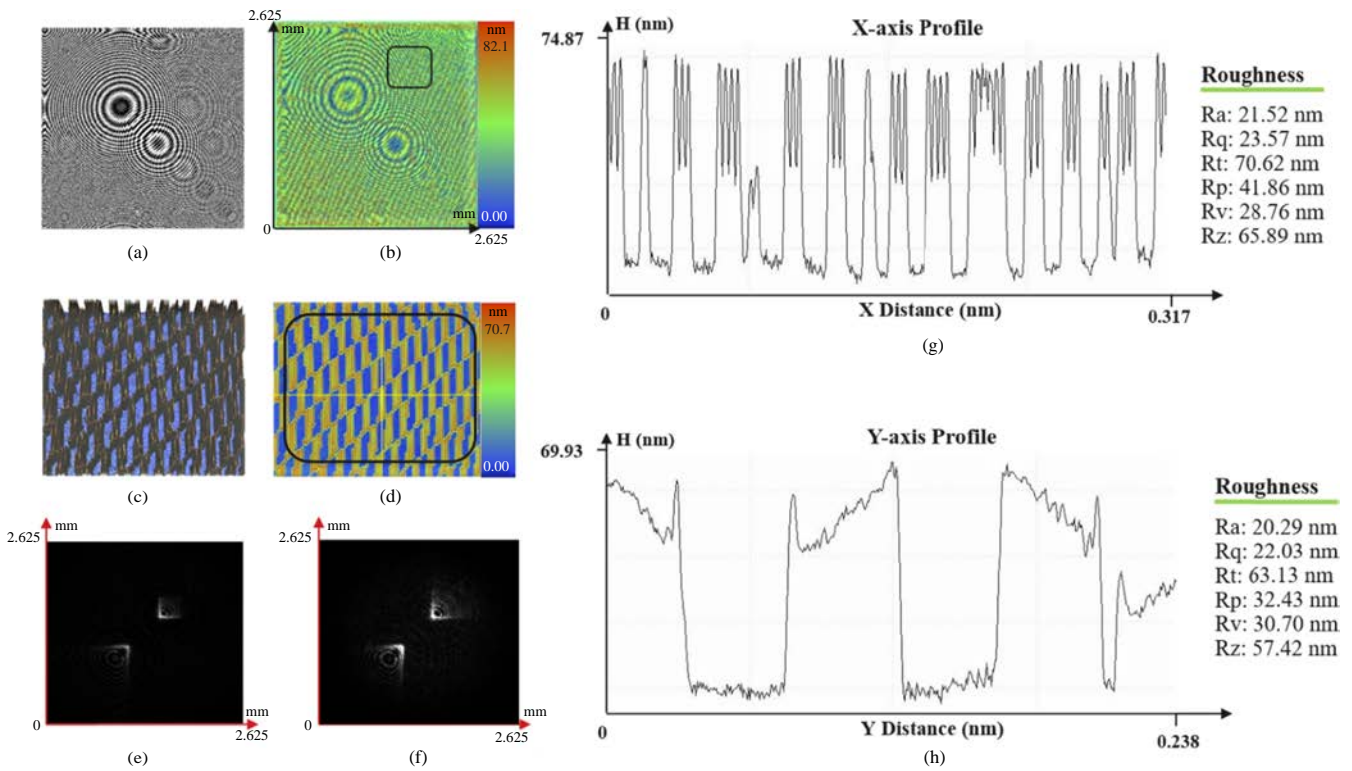 2.625
mm
nm
82.1
0.00
mm
0
2.625
(a)
(b)
nm
70.7
0.00
(c)
(d)
mm
2.625
mm
0
2.625
(e)
mm
2.625
mm
0
2.625
(f)
H (nm)
74.87
X-axis Profile
0
X Distance (nm)
0.317
(g)
Roughness
Ra: 21.52 nm
Rq: 23.57 nm
Rt: 70.62 nm
Rp: 41.86 nm
Rv: 28.76 nm
Rz: 65.89 nm
H (nm)
69.93
Y-axis Profile
0
Y Distance (nm)
0.238
(h)
Roughness
Ra: 20.29 nm
Rq: 22.03 nm
Rt: 63.13 nm
Rp: 32.43 nm
Rv: 30.70 nm
Rz: 57.42 nm